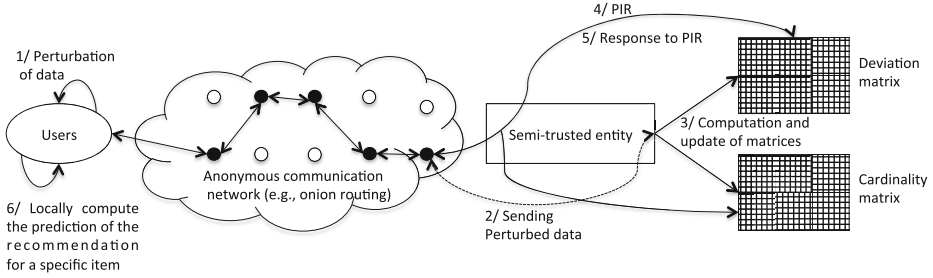 1/ Perturbation
of data
Users
6/ Locally compute
the prediction of the
recommendation
for a specific item
Anonymous communication
network (e.g., onion routing)
4/ PIR
5/ Response to PIR
Semi-trusted entity
2/ Sending
Perturbed data
3/ Computation and
update of matrices
Deviation
matrix
Cardinality
matrix